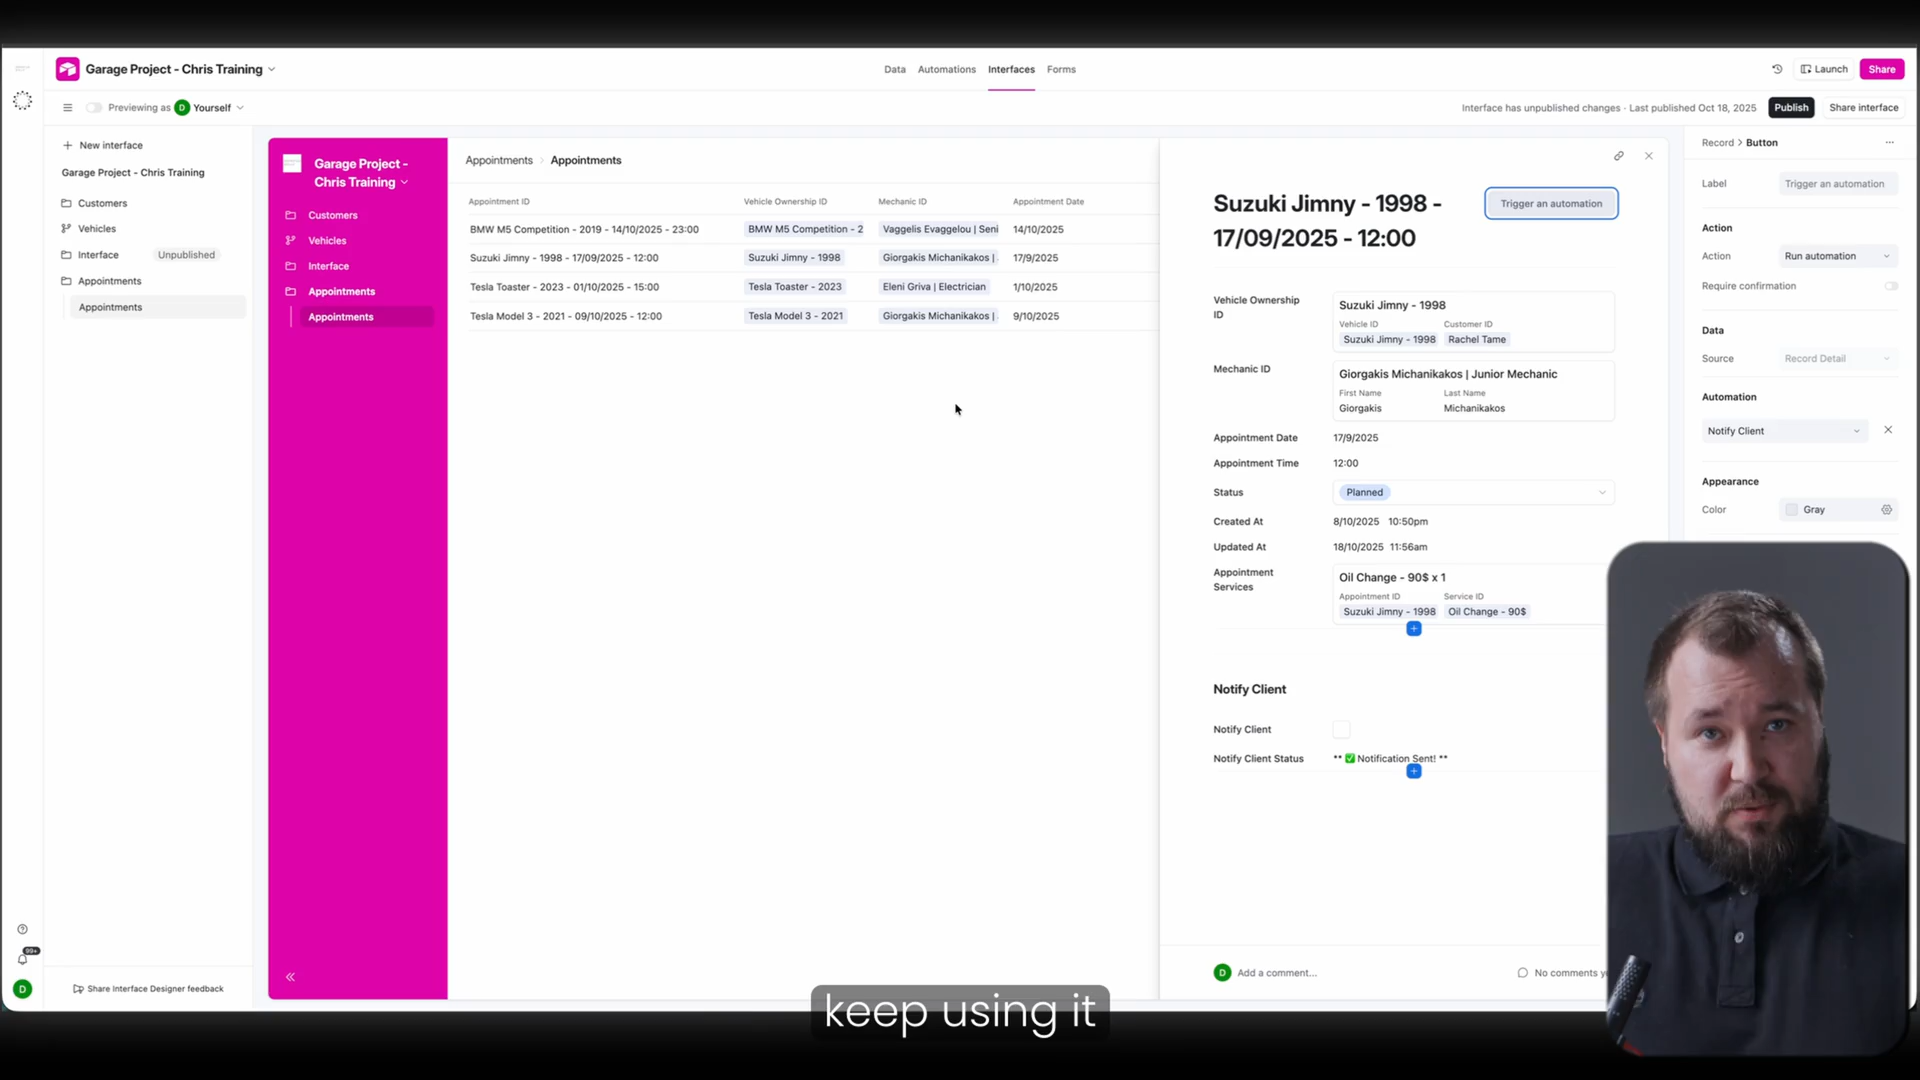 Garage Project - Chris Training
Data
Automations
Interfaces
Forms
Launch
Share
Previewing as D Yourself
Interface has unpublished changes · Last published Oct 18, 2025
Publish
Share interface
New interface
Garage Project - Chris Training
Customers
Vehicles
Interface
Unpublished
Appointments
Appointments
Share Interface Designer feedback
99+
D
Garage Project -
Chris Training
Customers
Vehicles
Interface
Appointments
Appointments
Appointments > Appointments
Appointment ID
Vehicle Ownership ID
Mechanic ID
Appointment Date
BMW M5 Competition - 2019 - 14/10/2025 - 23:00
BMW M5 Competition - 2
Vaggelis Evaggelou | Seni
14/10/2025
Suzuki Jimny - 1998 - 17/09/2025 - 12:00
Suzuki Jimny - 1998
Giorgakis Michanikakos |
17/9/2025
Tesla Toaster - 2023 - 01/10/2025 - 15:00
Tesla Toaster - 2023
Eleni Griva | Electrician
1/10/2025
Tesla Model 3 - 2021 - 09/10/2025 - 12:00
Tesla Model 3 - 2021
Giorgakis Michanikakos |
9/10/2025
Suzuki Jimny - 1998 -
17/09/2025 - 12:00
Trigger an automation
Vehicle Ownership
ID
Suzuki Jimny - 1998
Vehicle ID
Customer ID
Suzuki Jimny - 1998
Rachel Tame
Mechanic ID
Giorgakis Michanikakos | Junior Mechanic
First Name
Last Name
Giorgakis
Michanikakos
Appointment Date
17/9/2025
Appointment Time
12:00
Status
Planned
Created At
8/10/2025 10:50pm
Updated At
18/10/2025 11:56am
Appointment
Services
Oil Change - 90$ x 1
Appointment ID
Service ID
Suzuki Jimny - 1998
Oil Change - 90$
Notify Client
Notify Client
Notify Client Status
** ✅ Notification Sent! **
D
Add a comment...
No comments
Record > Button
Label
Trigger an automation
Action
Action
Run automation
Require confirmation
Data
Source
Record Detail
Automation
Notify Client
Appearance
Color
Gray
keep using it